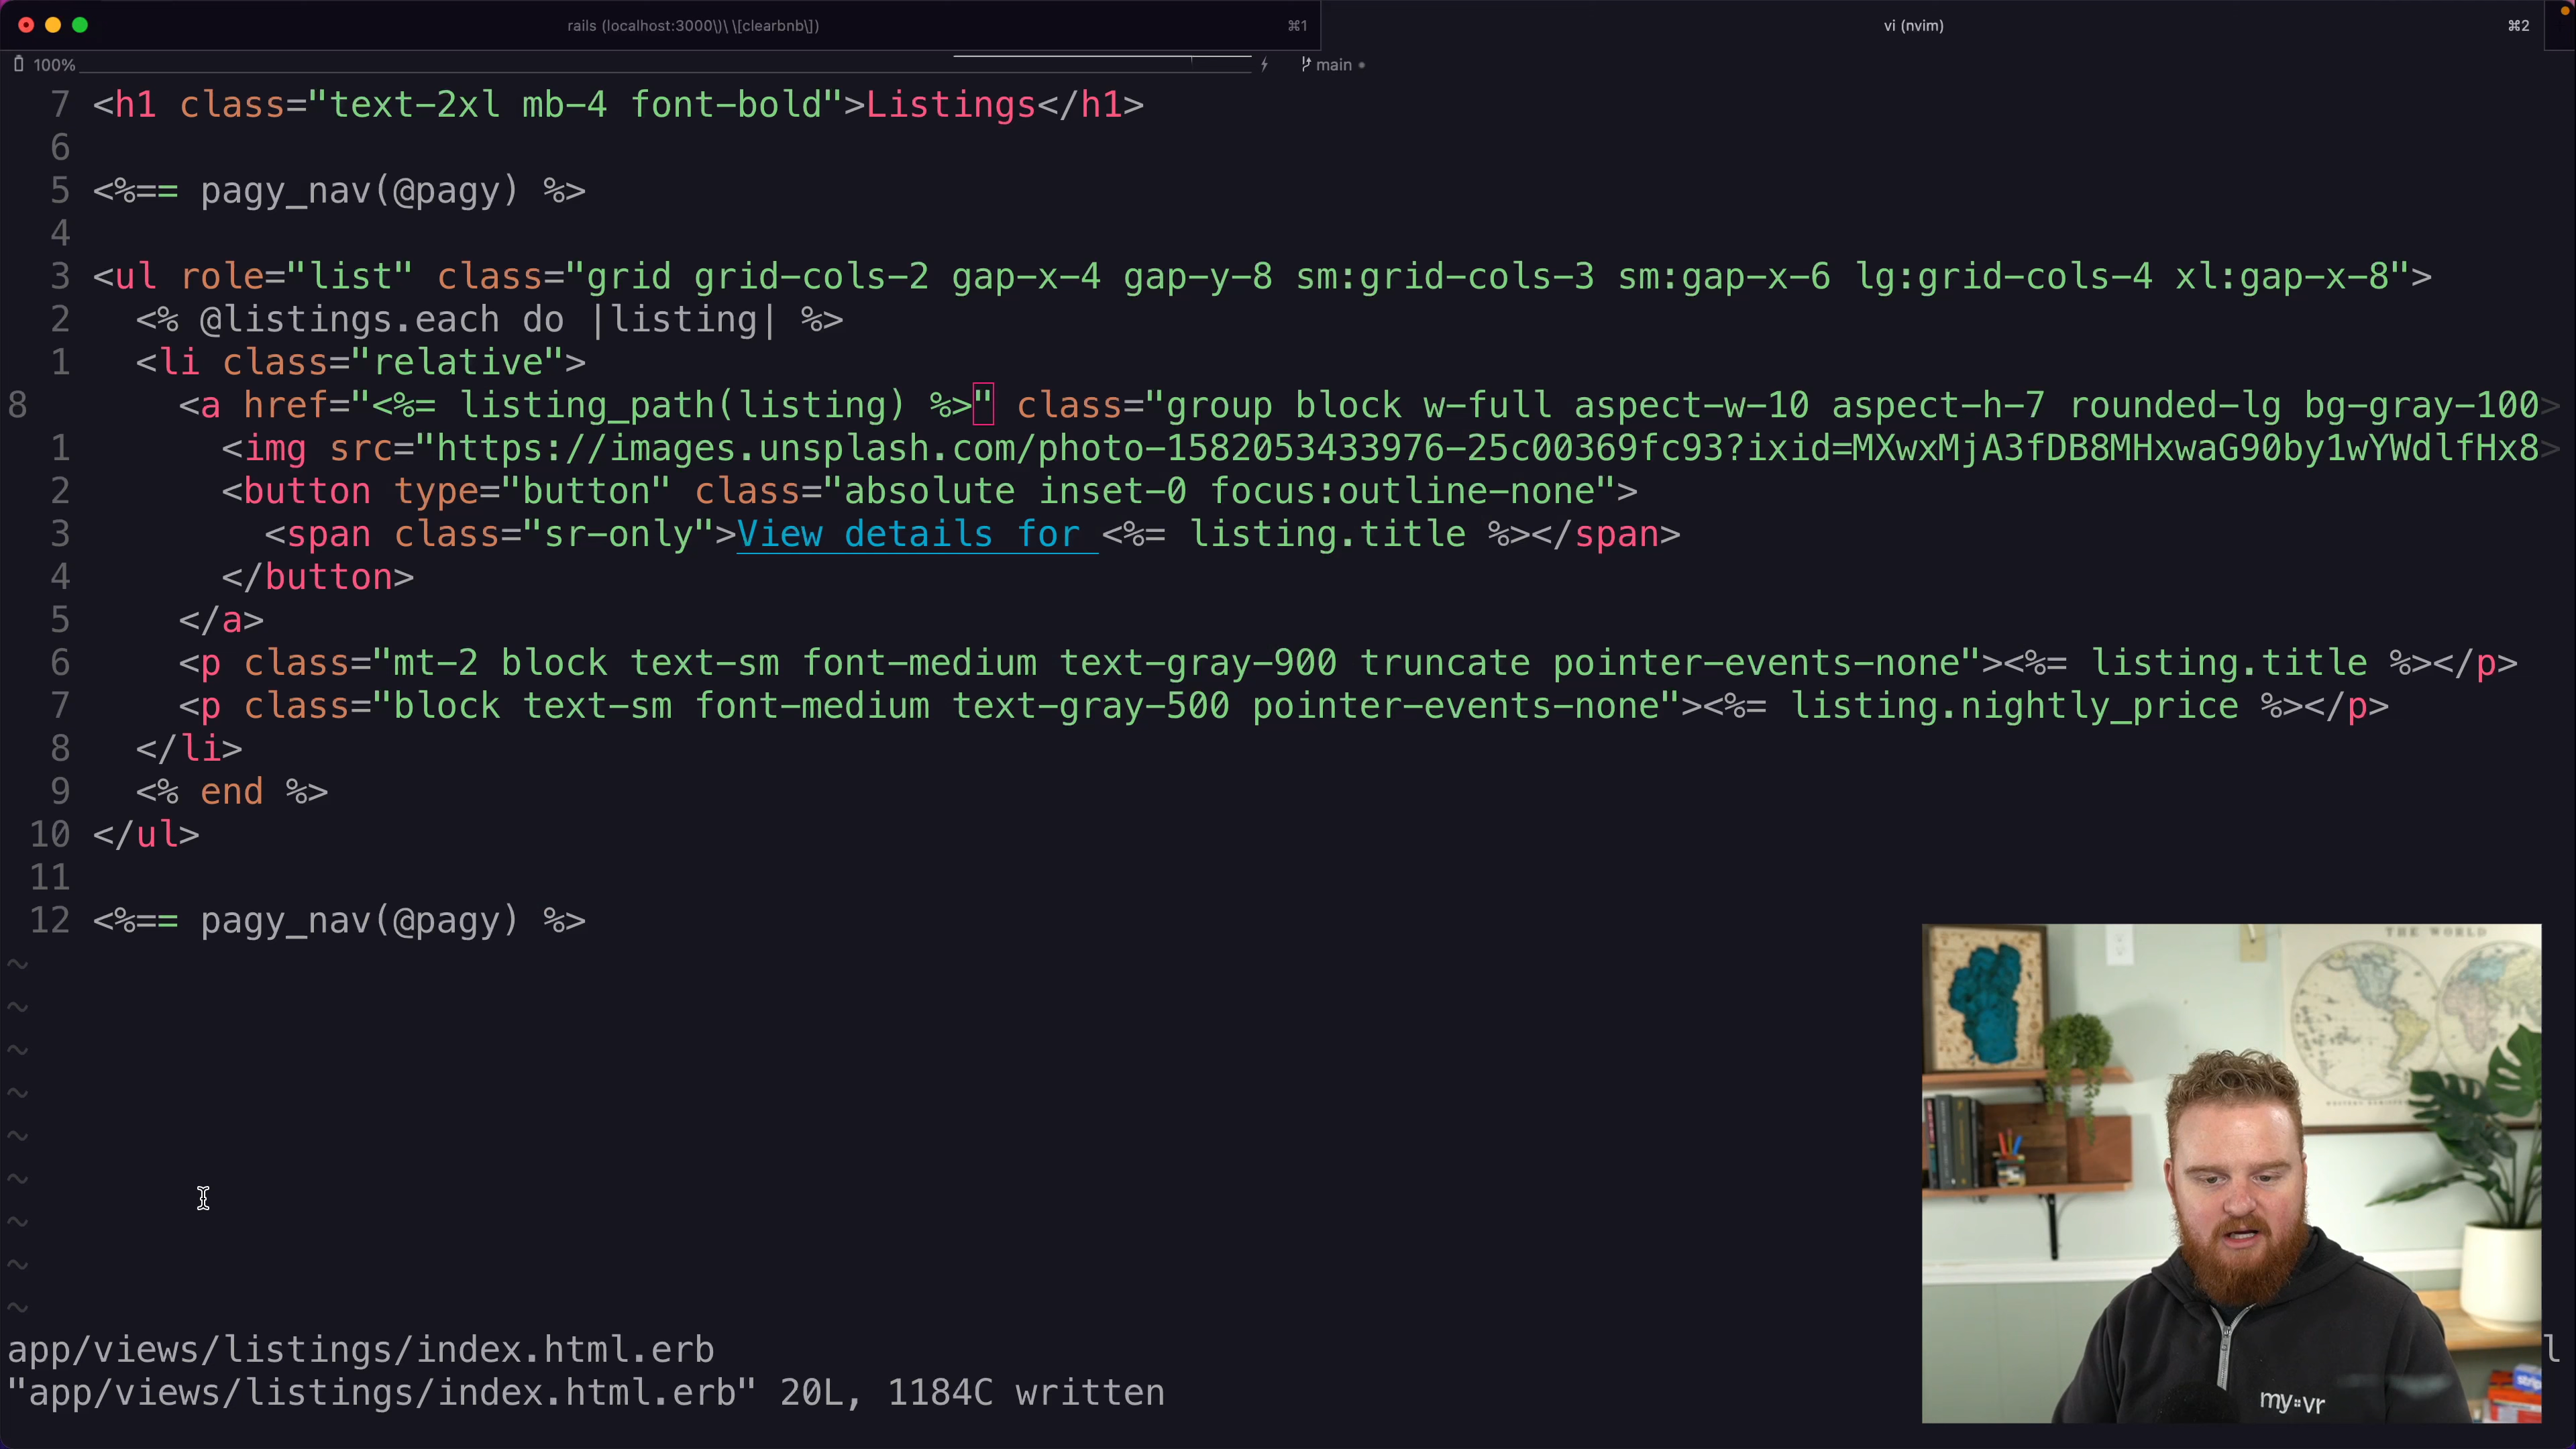 rails (localhost:3000\)\ \[clearbnb\])
⌘1
vi (nvim)
⌘2
100%
main
7 <h1 class="text-2xl mb-4 font-bold">Listings</h1>
6
5 <%== pagy_nav(@pagy) %>
4
3 <ul role="list" class="grid grid-cols-2 gap-x-4 gap-y-8 sm:grid-cols-3 sm:gap-x-6 lg:grid-cols-4 xl:gap-x-8">
2 <% @listings.each do |listing| %>
1 <li class="relative">
8 <a href="<%= listing_path(listing) %>" class="group block w-full aspect-w-10 aspect-h-7 rounded-lg bg-gray-100>
1 <img src="https://images.unsplash.com/photo-1582053433976-25c00369fc93?ixid=MXwxMjA3fDB8MHxwaG90by1wYWdlfHx8>
2 <button type="button" class="absolute inset-0 focus:outline-none">
3 <span class="sr-only">View details for <%= listing.title %></span>
4 </button>
5 </a>
6 <p class="mt-2 block text-sm font-medium text-gray-900 truncate pointer-events-none"><%= listing.title %></p>
7 <p class="block text-sm font-medium text-gray-500 pointer-events-none"><%= listing.nightly_price %></p>
8 </li>
9 <% end %>
10 </ul>
11
12 <%== pagy_nav(@pagy) %>
~
~
~
~
~
~
~
~
~
THE WORLD
my::vr
app/views/listings/index.html.erb
"app/views/listings/index.html.erb" 20L, 1184C written